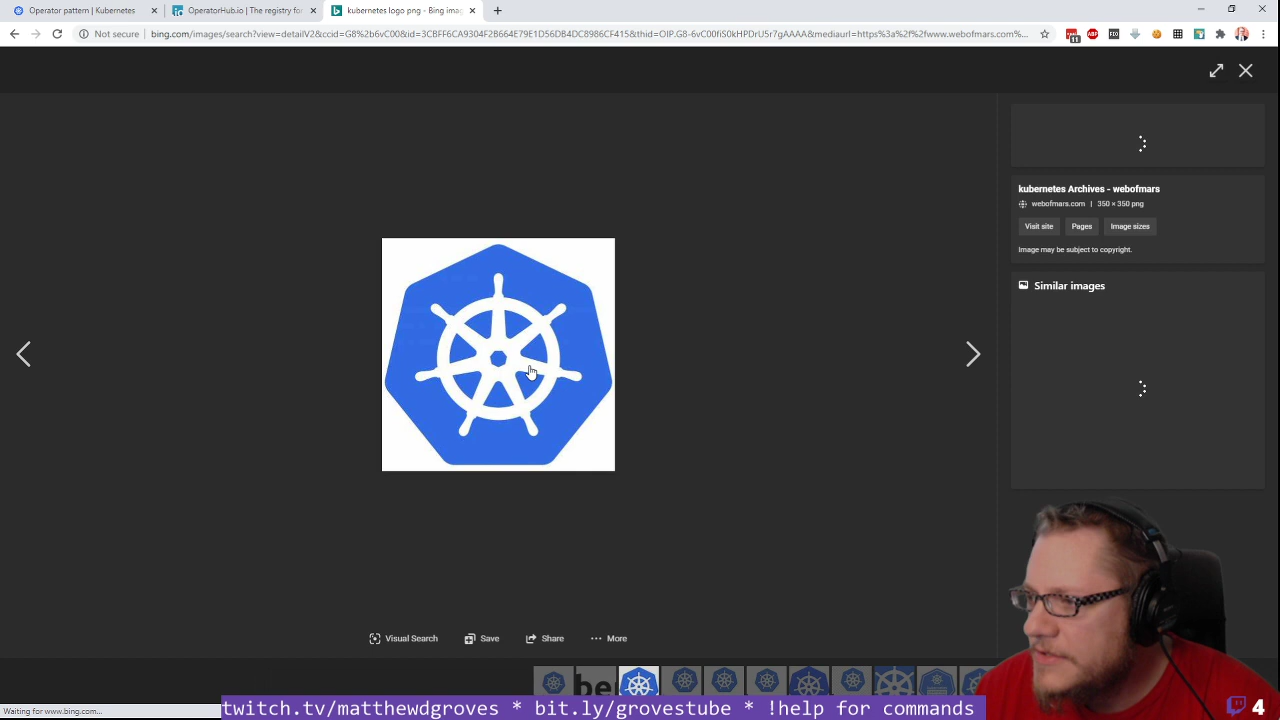 Operator pattern | Kubernetes
OperatorHub.io | The registry for
kubernetes logo png - Bing imag
Not secure | bing.com/images/search?view=detailV2&ccid=G8%2b6vC00&id=3CBFF6CA9304F2B664E79E1D56DB4DC8986CF415&thid=OIP.G8-6vC00fiS0kHPDrU5r7gAAAA&mediaurl=https%3a%2f%2fwww.webofmars.com%...
kubernetes Archives - webofmars
webofmars.com | 350 × 350 png
Visit site
Pages
Image sizes
Image may be subject to copyright.
Similar images
Visual Search
Save
Share
More
be
Waiting for www.bing.com...
twitch.tv/matthewdgroves * bit.ly/grovestube * !help for commands
4